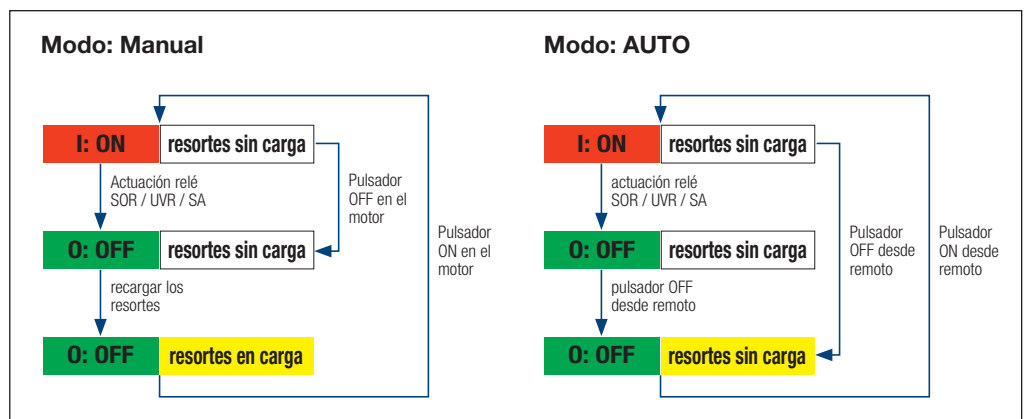 Modo: Manual
I: ON
resortes sin carga
Actuación relé
SOR / UVR / SA
Pulsador
OFF en el
motor
O: OFF
resortes sin carga
Pulsador
ON en el
motor
recargar los
resortes
O: OFF
resortes en carga
Modo: AUTO
I: ON
resortes sin carga
actuación relé
SOR / UVR / SA
O: OFF
resortes sin carga
Pulsador
OFF desde
remoto
Pulsador
ON desde
remoto
pulsador OFF
desde remoto
O: OFF
resortes sin carga